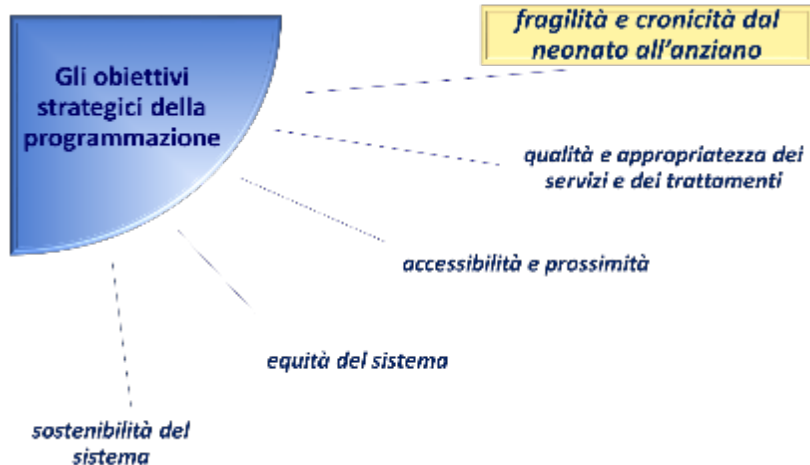 fragilità e cronicità dal
neonato all'anziano
Gli obiettivi
strategici della
programmazione
qualità e appropriatezza dei
servizi e dei trattamenti
accessibilità e prossimità
equità del sistema
sostenibilità del
sistema